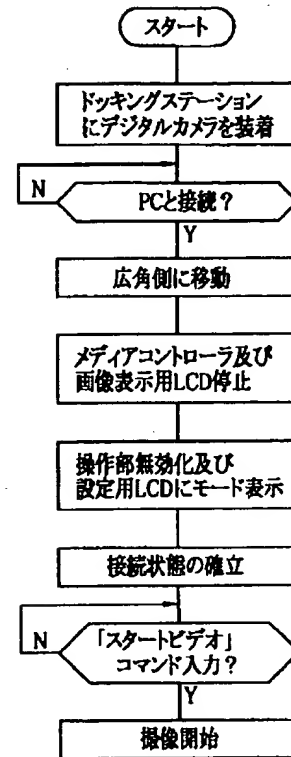 スタート
ドッキングステーション
にデジタルカメラを装着
N
PCと接続？
Y
広角側に移動
メディアコントローラ及び
画像表示用LCD停止
操作部無効化及び
設定用LCDにモード表示
接続状態の確立
N
「スタートビデオ」
コマンド入力？
Y
撮像開始